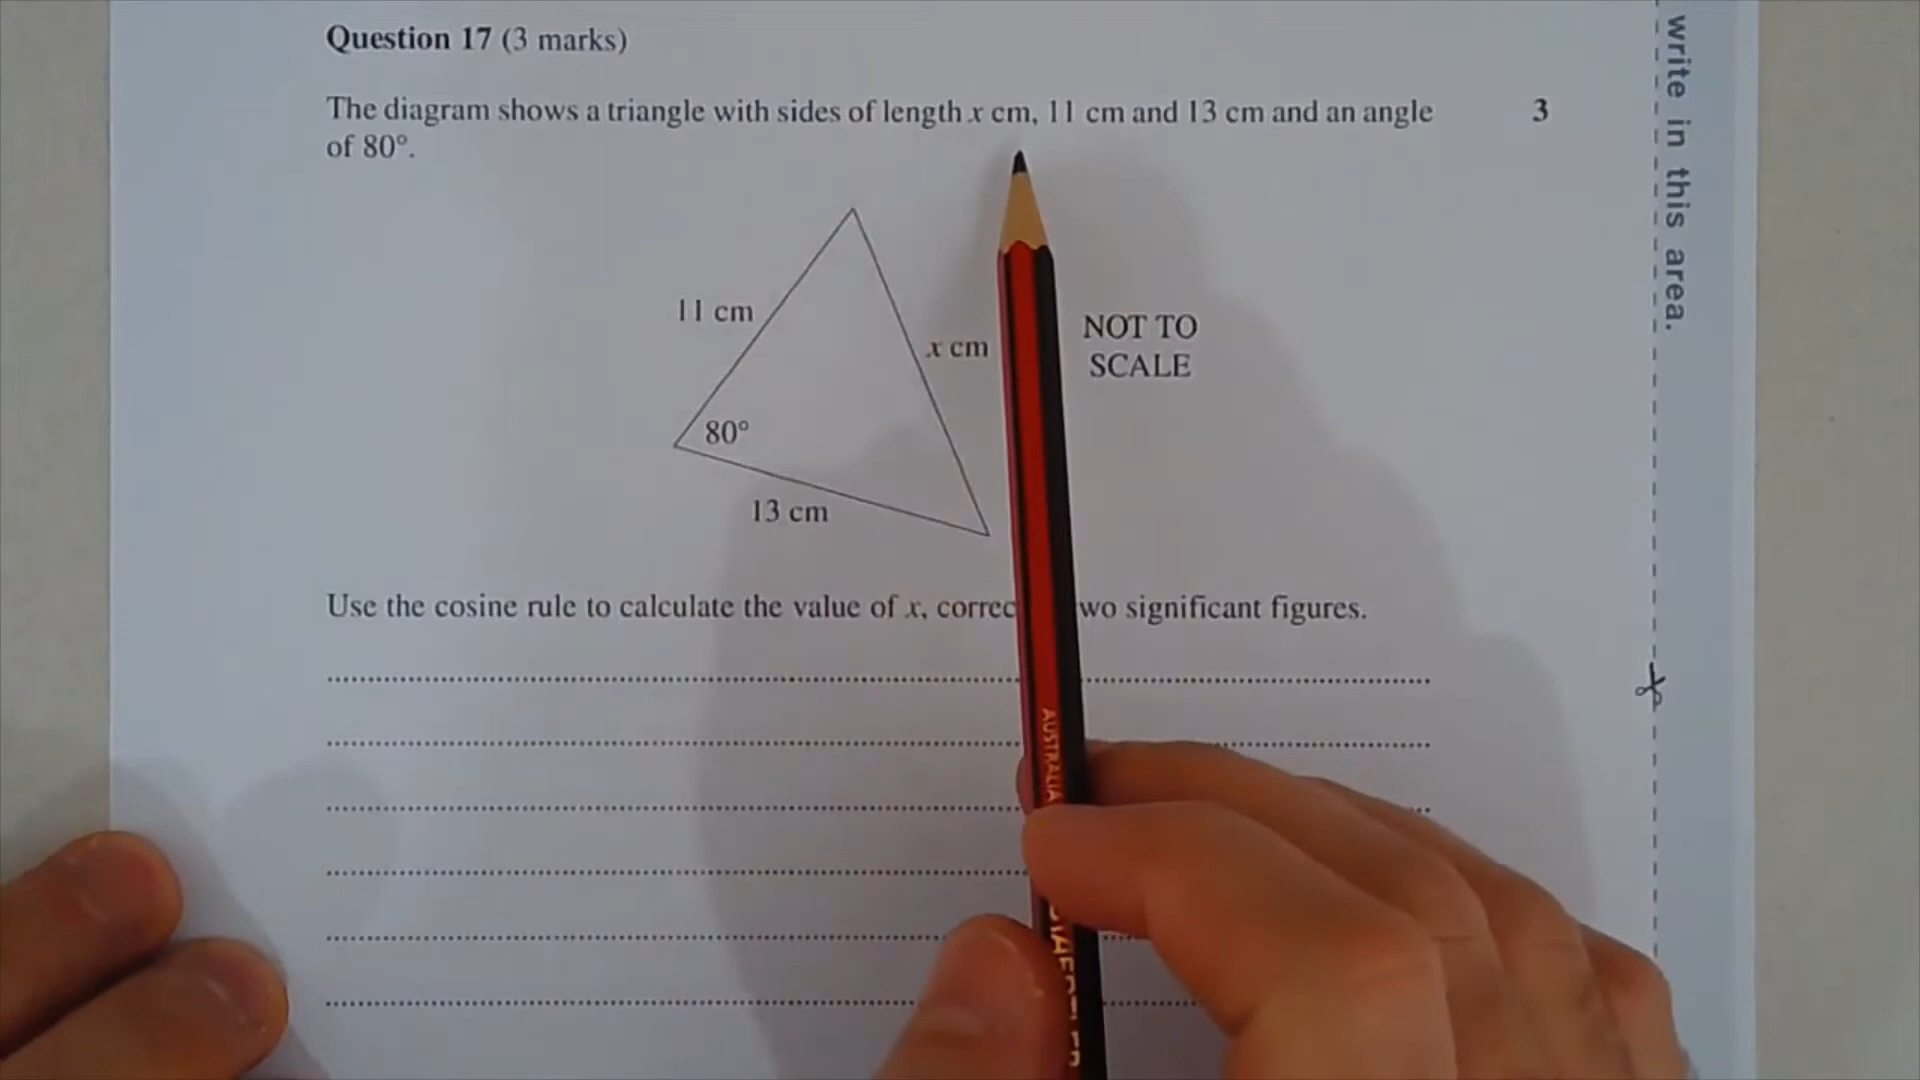 Question 17 (3 marks)
The diagram shows a triangle with sides of length x cm, 11 cm and 13 cm and an angle
of 80°.
3
11 cm
x cm
NOT TO
SCALE
80°
13 cm
Use the cosine rule to calculate the value of x, correc wo significant figures.
write in this area.
AUSTRALIA